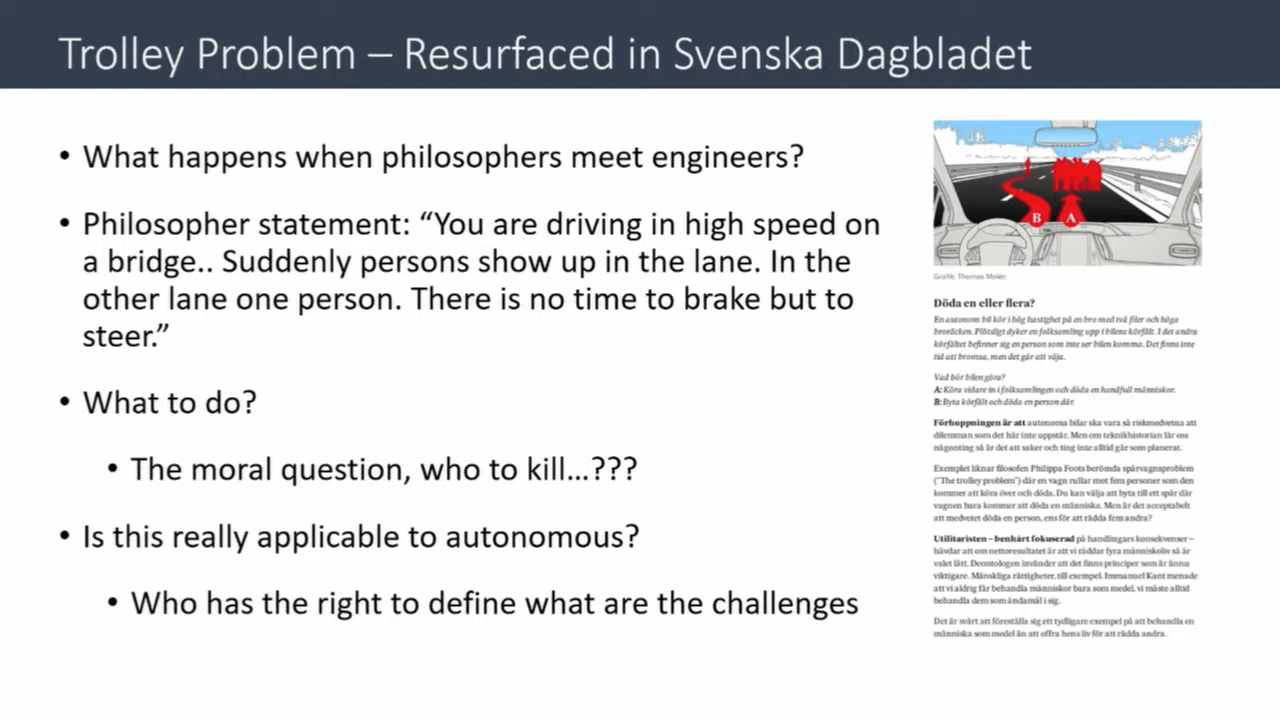 Trolley Problem – Resurfaced in Svenska Dagbladet
• What happens when philosophers meet engineers?
• Philosopher statement: “You are driving in high speed on
a bridge.. Suddenly persons show up in the lane. In the
other lane one person. There is no time to brake but to
steer.”
• What to do?
• The moral question, who to kill…???
• Is this really applicable to autonomous?
• Who has the right to define what are the challenges
B A
Grafik: Thomas Molén
Döda en eller flera?
En autonom bil kör i hög hastighet på en bro med två filer och höga
broräcken. Plötsligt dyker en folksamling upp i bilens körfält. I det andra
körfältet befinner sig en person som inte ser bilen komma. Det finns inte
tid att bromsa, men det går att väja.
Vad bör bilen göra?
A: Köra vidare in i folksamlingen och döda en handfull människor.
B: Byta körfält och döda en person där.
Förhoppningen är att autonoma bilar ska vara så riskmedvetna att
dilemman som det här inte uppstår. Men om teknikhistorian lär oss
någonting så är det att saker och ting inte alltid går som planerat.
Exemplet liknar filosofen Philippa Foots berömda spårvagnsproblem
("The trolley problem") där en vagn rullar mot fem personer som den
kommer att köra över och döda. Du kan välja att byta till ett spår där
vagnen bara kommer att döda en människa. Men är det acceptabelt
att medvetet döda en person, ens för att rädda fem andra?
Utilitaristen – benhårt fokuserad på handlingars konsekvenser –
hävdar att om nettoresultatet är att vi räddar fyra människoliv så är
valet lätt. Deontologen invänder att det finns principer som är ännu
viktigare. Mänskliga rättigheter, till exempel. Immanuel Kant menade
att vi aldrig får behandla människor bara som medel, vi måste alltid
behandla dem som ändamål i sig.
Det är svårt att föreställa sig ett tydligare exempel på att behandla en
människa som medel än att offra hens liv för att rädda andra.